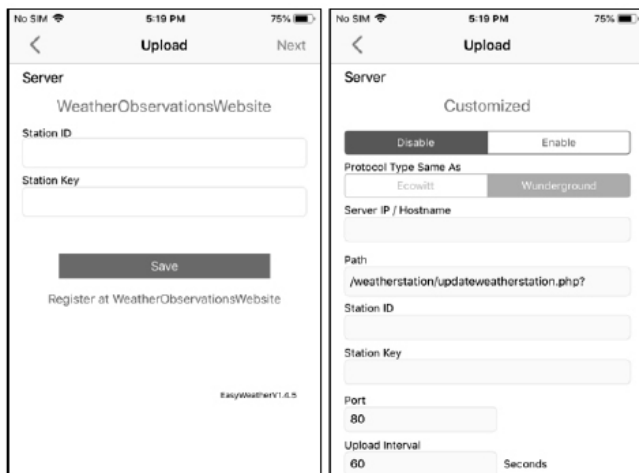 No SIM 5:19 PM 75%
Upload Next
Server
WeatherObservationsWebsite
Station ID
Station Key
Save
Register at WeatherObservationsWebsite
EasyWeatherV1.4.5
No SIM 5:19 PM 75%
Upload
Server
Customized
Disable Enable
Protocol Type Same As
Ecowitt Wunderground
Server IP / Hostname
Path
/weatherstation/updateweatherstation.php?
Station ID
Station Key
Port
80
Upload Interval
60 Seconds